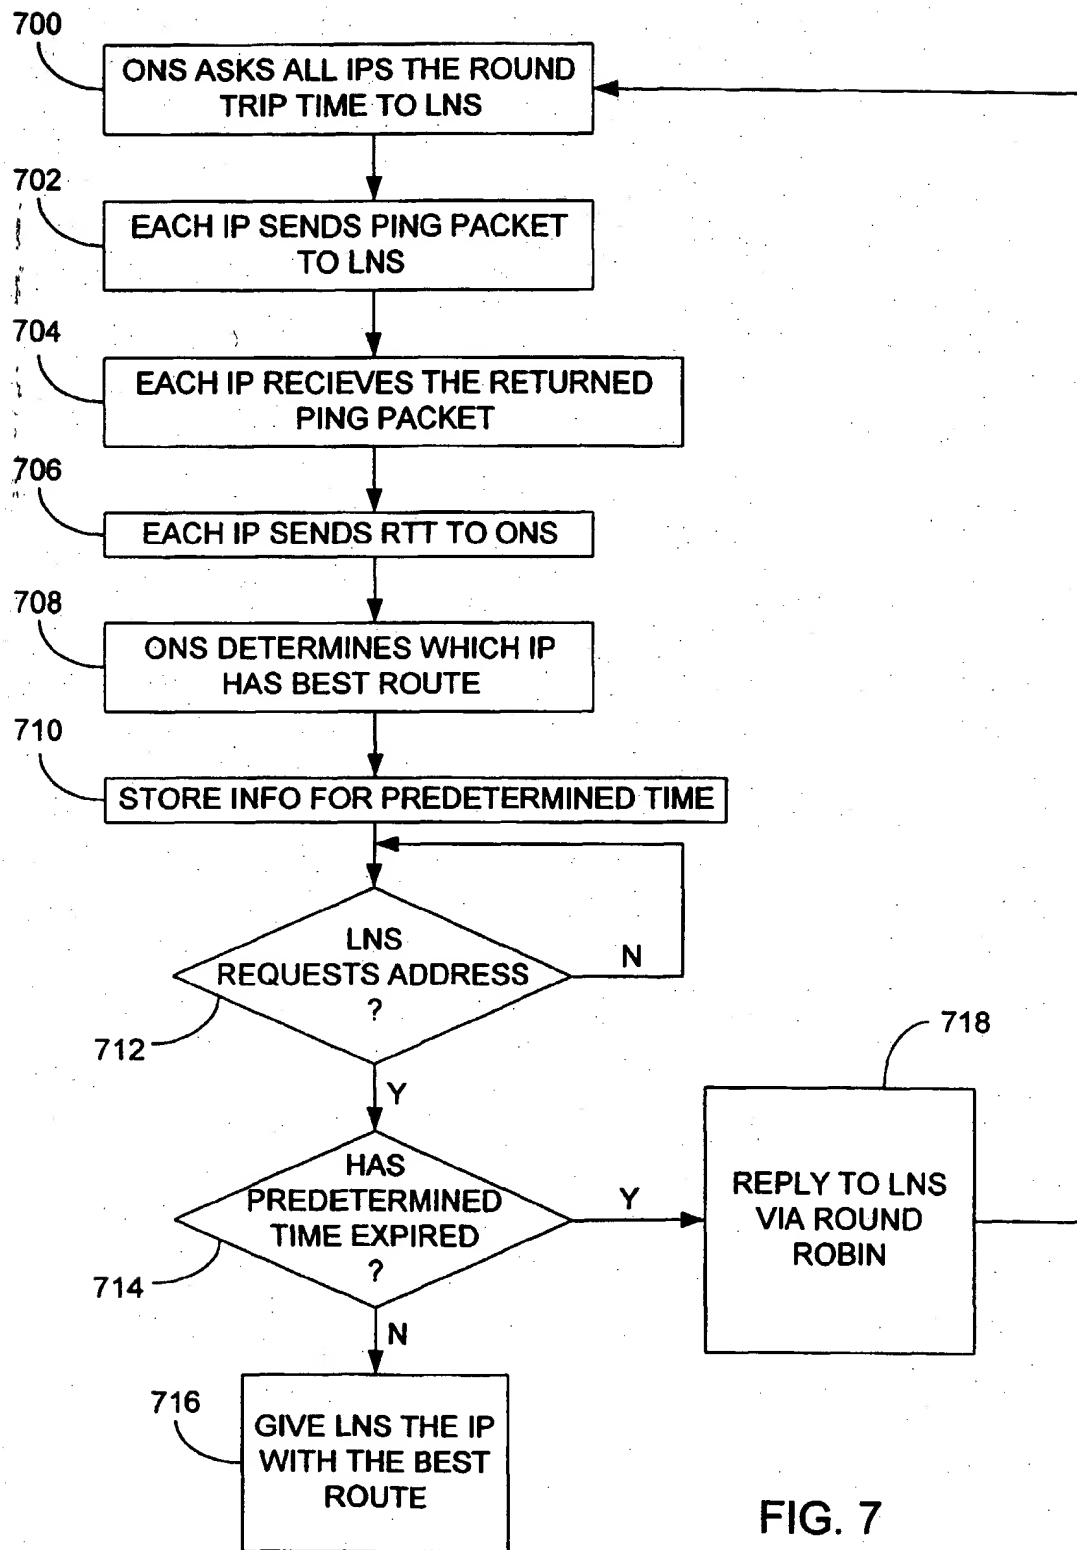 700
ONS ASKS ALL IPS THE ROUND
TRIP TIME TO LNS
702
EACH IP SENDS PING PACKET
TO LNS
704
EACH IP RECIEVES THE RETURNED
PING PACKET
706
EACH IP SENDS RTT TO ONS
708
ONS DETERMINES WHICH IP
HAS BEST ROUTE
710
STORE INFO FOR PREDETERMINED TIME
LNS
REQUESTS ADDRESS
?
N
712
Y
718
HAS
PREDETERMINED
TIME EXPIRED
?
Y
714
N
REPLY TO LNS
VIA ROUND
ROBIN
716
GIVE LNS THE IP
WITH THE BEST
ROUTE
FIG. 7